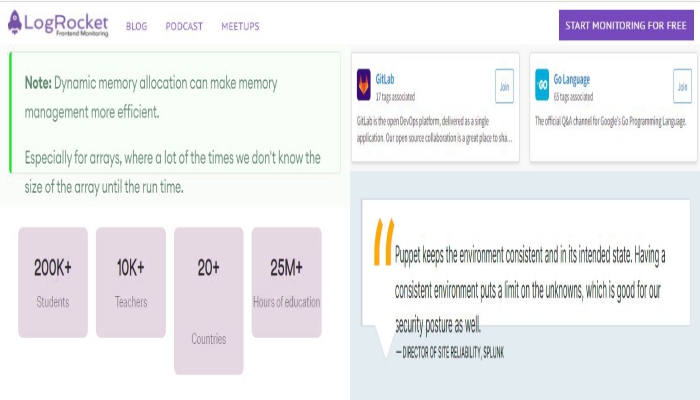 LogRocket
Frontend Monitoring
BLOG
PODCAST
MEETUPS
START MONITORING FOR FREE
Note: Dynamic memory allocation can make memory
management more efficient.
Especially for arrays, where a lot of the times we don't know the
size of the array until the run time.
GitLab
17 tags associated
Join
GitLab is the open DevOps platform, delivered as a single
application. Our open source collaboration is a great place to sha...
Go Language
65 tags associated
Join
The official Q&A channel for Google's Go Programming Language.
200K+
Students
10K+
Teachers
20+
Countries
25M+
Hours of education
"Puppet keeps the environment consistent and in its intended state. Having a
consistent environment puts a limit on the unknowns, which is good for our
security posture as well.
— DIRECTOR OF SITE RELIABILITY, SPLUNK